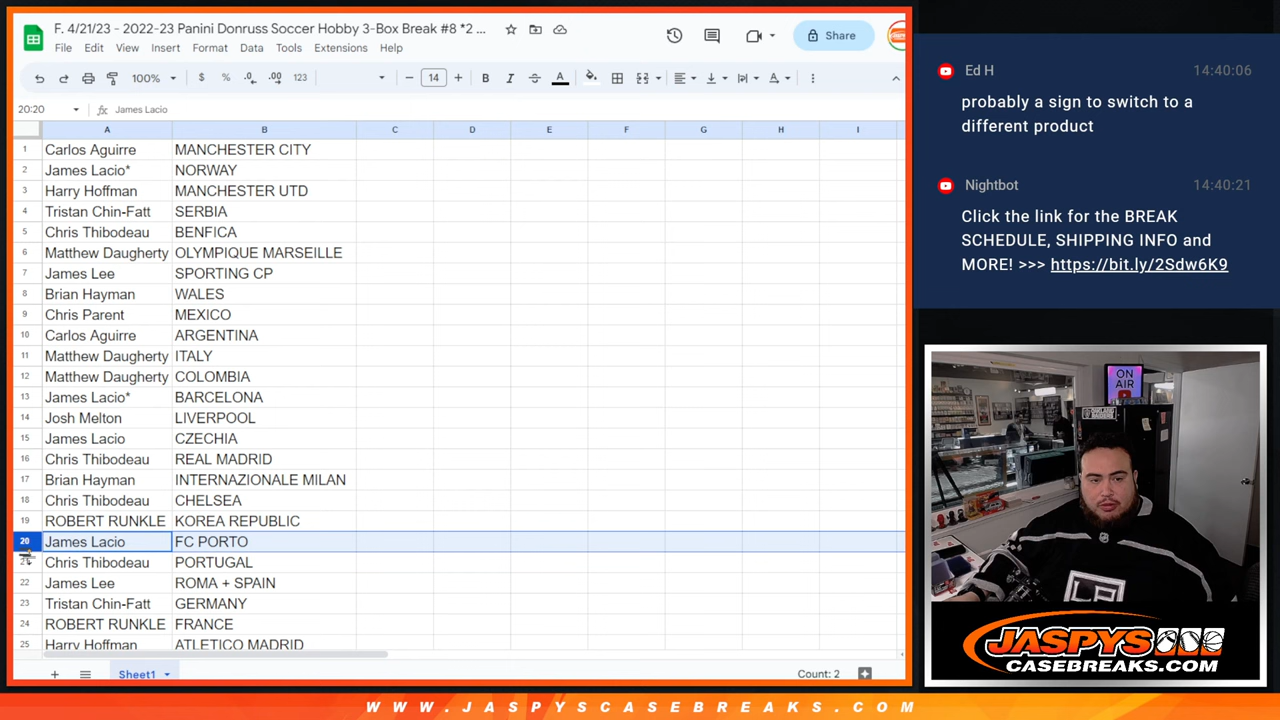 F. 4/21/23 - 2022-23 Panini Donruss Soccer Hobby 3-Box Break #8 *2 ...
File Edit View Insert Format Data Tools Extensions Help
Share
100% $ % .0 .00 123 14 B I A
20:20 fx James Lacio
A B C D E F G H I
1 Carlos Aguirre MANCHESTER CITY
2 James Lacio* NORWAY
3 Harry Hoffman MANCHESTER UTD
4 Tristan Chin-Fatt SERBIA
5 Chris Thibodeau BENFICA
6 Matthew Daugherty OLYMPIQUE MARSEILLE
7 James Lee SPORTING CP
8 Brian Hayman WALES
9 Chris Parent MEXICO
10 Carlos Aguirre ARGENTINA
11 Matthew Daugherty ITALY
12 Matthew Daugherty COLOMBIA
13 James Lacio* BARCELONA
14 Josh Melton LIVERPOOL
15 James Lacio CZECHIA
16 Chris Thibodeau REAL MADRID
17 Brian Hayman INTERNAZIONALE MILAN
18 Chris Thibodeau CHELSEA
19 ROBERT RUNKLE KOREA REPUBLIC
20 James Lacio FC PORTO
21 Chris Thibodeau PORTUGAL
22 James Lee ROMA + SPAIN
23 Tristan Chin-Fatt GERMANY
24 ROBERT RUNKLE FRANCE
25 Harry Hoffman ATLETICO MADRID
Sheet1
Count: 2
Ed H 14:40:06
probably a sign to switch to a
different product
Nightbot 14:40:21
Click the link for the BREAK
SCHEDULE, SHIPPING INFO and
MORE! >>> https://bit.ly/2Sdw6K9
ON
AIR
OAKLAND
RAIDERS
LA
JASPYS
CASEBREAKS.COM
WWW.JASPYSCASEBREAKS.COM